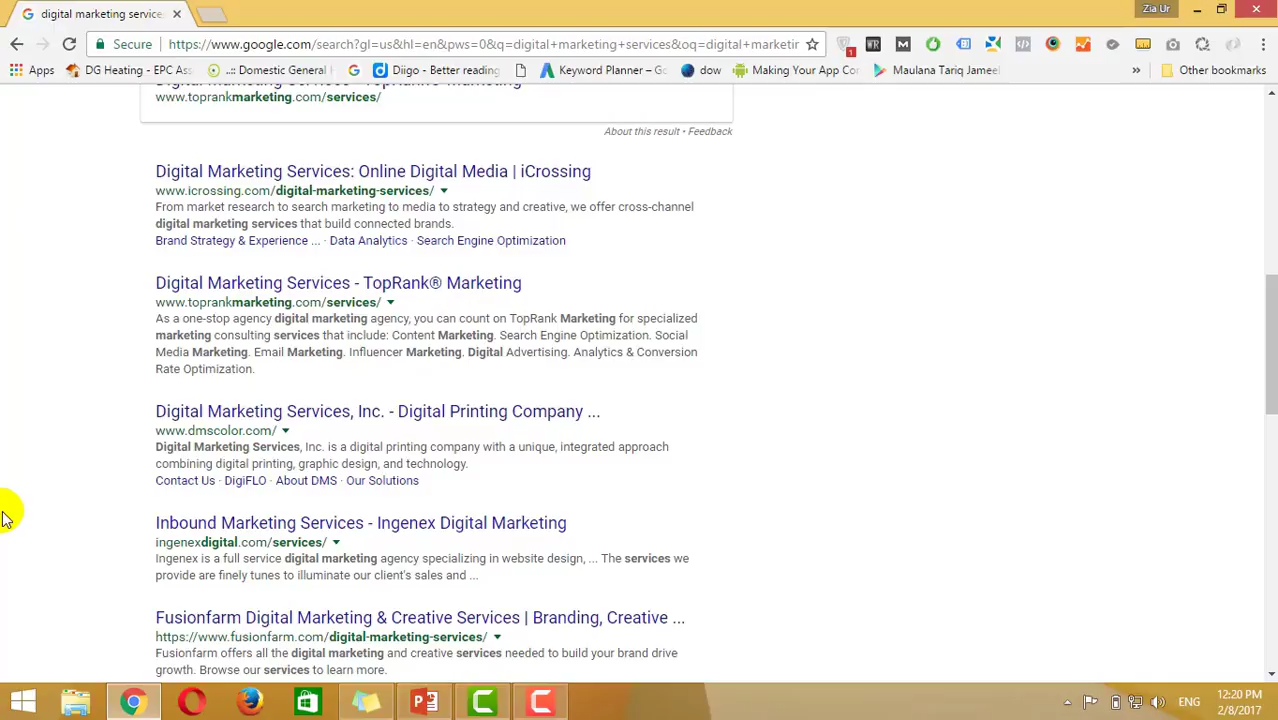 digital marketing service
Zia Ur
Secure
https://www.google.com/search?gl=us&hl=en&pws=0&q=digital+marketing+services&oq=digital+marketir
1
Apps
DG Heating - EPC Ass
..:: Domestic General I
Diigo - Better reading
Keyword Planner – Go
dow
Making Your App Cor
Maulana Tariq Jameel
»
Other bookmarks
www.toprankmarketing.com/services/
About this result • Feedback
Digital Marketing Services: Online Digital Media | iCrossing
www.icrossing.com/digital-marketing-services/
From market research to search marketing to media to strategy and creative, we offer cross-channel
digital marketing services that build connected brands.
Brand Strategy & Experience ... · Data Analytics · Search Engine Optimization
Digital Marketing Services - TopRank® Marketing
www.toprankmarketing.com/services/
As a one-stop agency digital marketing agency, you can count on TopRank Marketing for specialized
marketing consulting services that include: Content Marketing. Search Engine Optimization. Social
Media Marketing. Email Marketing. Influencer Marketing. Digital Advertising. Analytics & Conversion
Rate Optimization.
Digital Marketing Services, Inc. - Digital Printing Company ...
www.dmscolor.com/
Digital Marketing Services, Inc. is a digital printing company with a unique, integrated approach
combining digital printing, graphic design, and technology.
Contact Us · DigiFLO · About DMS · Our Solutions
Inbound Marketing Services - Ingenex Digital Marketing
ingenexdigital.com/services/
Ingenex is a full service digital marketing agency specializing in website design, ... The services we
provide are finely tunes to illuminate our client's sales and ...
Fusionfarm Digital Marketing & Creative Services | Branding, Creative ...
https://www.fusionfarm.com/digital-marketing-services/
Fusionfarm offers all the digital marketing and creative services needed to build your brand drive
growth. Browse our services to learn more.
ENG
12:20 PM
2/8/2017